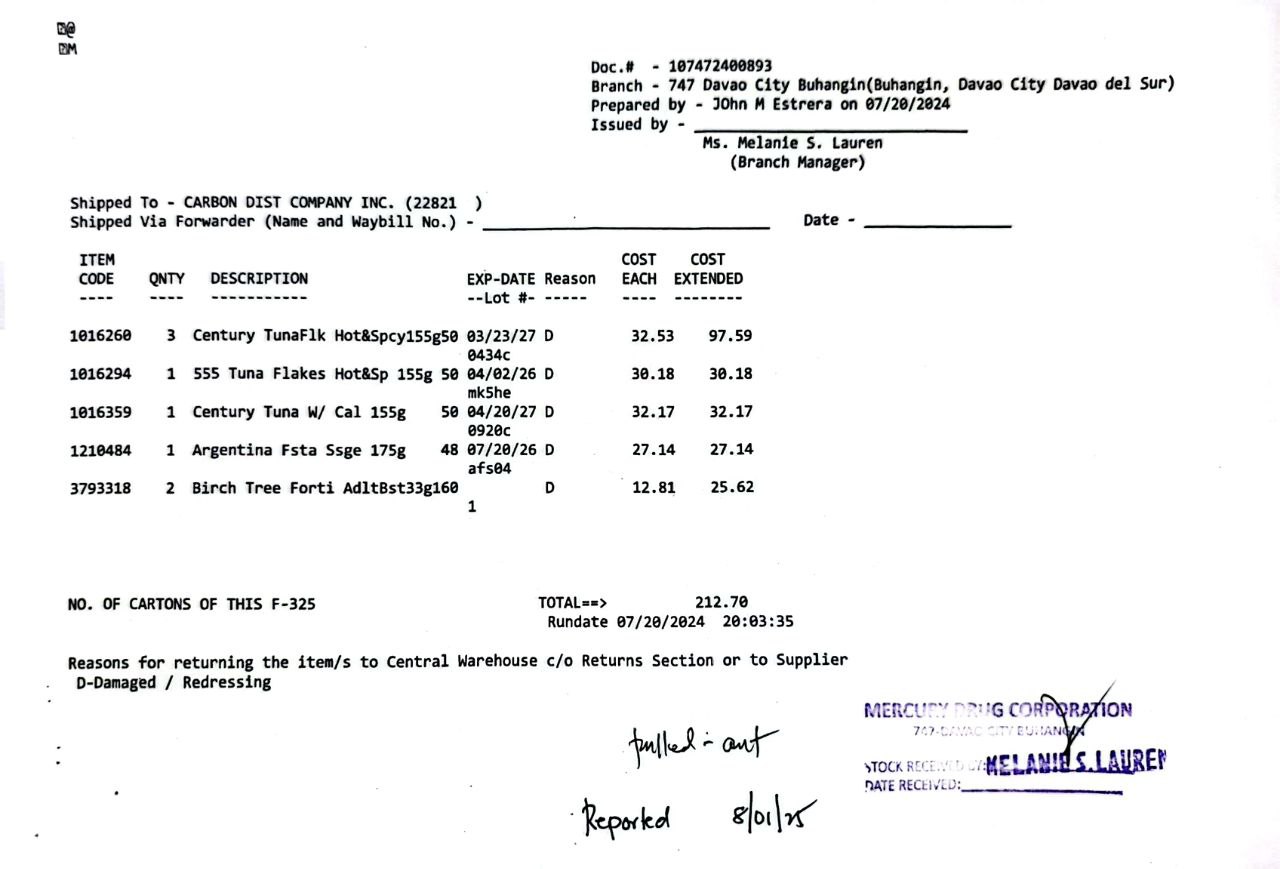 Doc.# - 107472400893
Branch - 747 Davao City Buhangin(Buhangin, Davao City Davao del Sur)
Prepared by - JOhn M Estrera on 07/20/2024
Issued by - ____________________
Ms. Melanie S. Lauren
(Branch Manager)
Shipped To - CARBON DIST COMPANY INC. (22821 )
Shipped Via Forwarder (Name and Waybill No.) - ____________________ Date - ____________________
ITEM COST COST
CODE QNTY DESCRIPTION EXP-DATE Reason EACH EXTENDED
---- ---- ----------- --Lot #- ----- ---- --------
1016260 3 Century TunaFlk Hot&Spcy155g50 03/23/27 D 32.53 97.59
0434c
1016294 1 555 Tuna Flakes Hot&Sp 155g 50 04/02/26 D 30.18 30.18
mk5he
1016359 1 Century Tuna W/ Cal 155g 50 04/20/27 D 32.17 32.17
0920c
1210484 1 Argentina Fsta Ssge 175g 48 07/20/26 D 27.14 27.14
afs04
3793318 2 Birch Tree Forti AdltBst33g160 D 12.81 25.62
1
NO. OF CARTONS OF THIS F-325 TOTAL==> 212.70
Rundate 07/20/2024 20:03:35
Reasons for returning the item/s to Central Warehouse c/o Returns Section or to Supplier
D-Damaged / Redressing
MERCURY DRUG CORPORATION
747-DAVAO CITY BUHANGIN
STOCK RECEIVED BY: MELANIE S. LAUREN
DATE RECEIVED:____________________
pulled-out
Reported 8/01/25